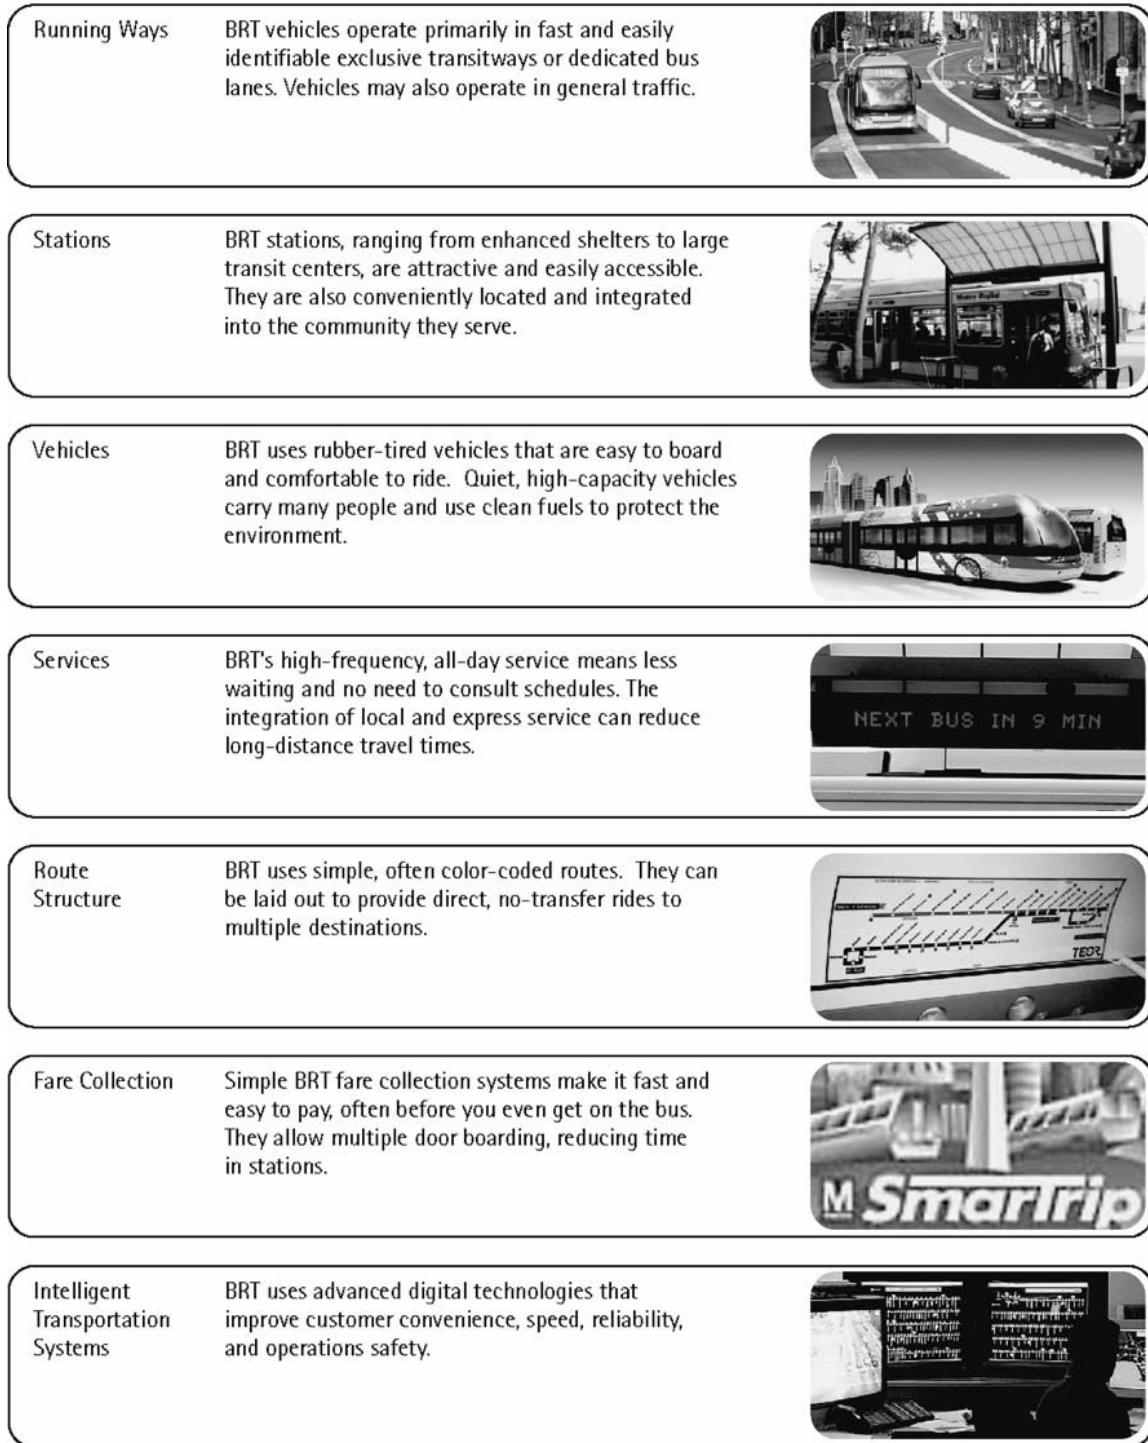 Running Ways
BRT vehicles operate primarily in fast and easily
identifiable exclusive transitways or dedicated bus
lanes. Vehicles may also operate in general traffic.
Stations
BRT stations, ranging from enhanced shelters to large
transit centers, are attractive and easily accessible.
They are also conveniently located and integrated
into the community they serve.
Metro Rapid
Vehicles
BRT uses rubber-tired vehicles that are easy to board
and comfortable to ride.  Quiet, high-capacity vehicles
carry many people and use clean fuels to protect the
environment.
Services
BRT's high-frequency, all-day service means less
waiting and no need to consult schedules. The
integration of local and express service can reduce
long-distance travel times.
NEXT BUS IN 9 MIN
Route
Structure
BRT uses simple, often color-coded routes.  They can
be laid out to provide direct, no-transfer rides to
multiple destinations.
TEOR
Fare Collection
Simple BRT fare collection systems make it fast and
easy to pay, often before you even get on the bus.
They allow multiple door boarding, reducing time
in stations.
M SmarTrip
Intelligent
Transportation
Systems
BRT uses advanced digital technologies that
improve customer convenience, speed, reliability,
and operations safety.